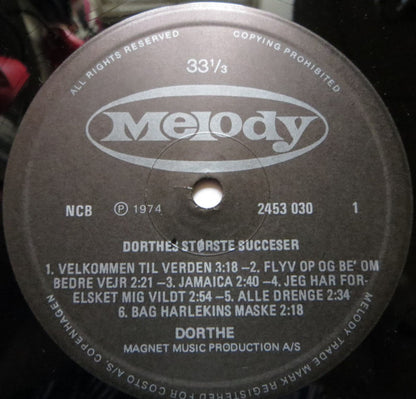 ALL RIGHTS RESERVED
COPYING PROHIBITED
33⅓
Melody
NCB Ⓟ 1974 2453 030 1
DORTHES STØRSTE SUCCESER
1. VELKOMMEN TIL VERDEN 3:18 –2. FLYV OP OG BE' OM
BEDRE VEJR 2:21 –3. JAMAICA 2:40 –4. JEG HAR FOR-
ELSKET MIG VILDT 2:54 –5. ALLE DRENGE 2:34
6. BAG HARLEKINS MASKE 2:18
DORTHE
MAGNET MUSIC PRODUCTION A/S
MELODY TRADE MARK REGISTERED FOR COSTO A/S, COPENHAGEN